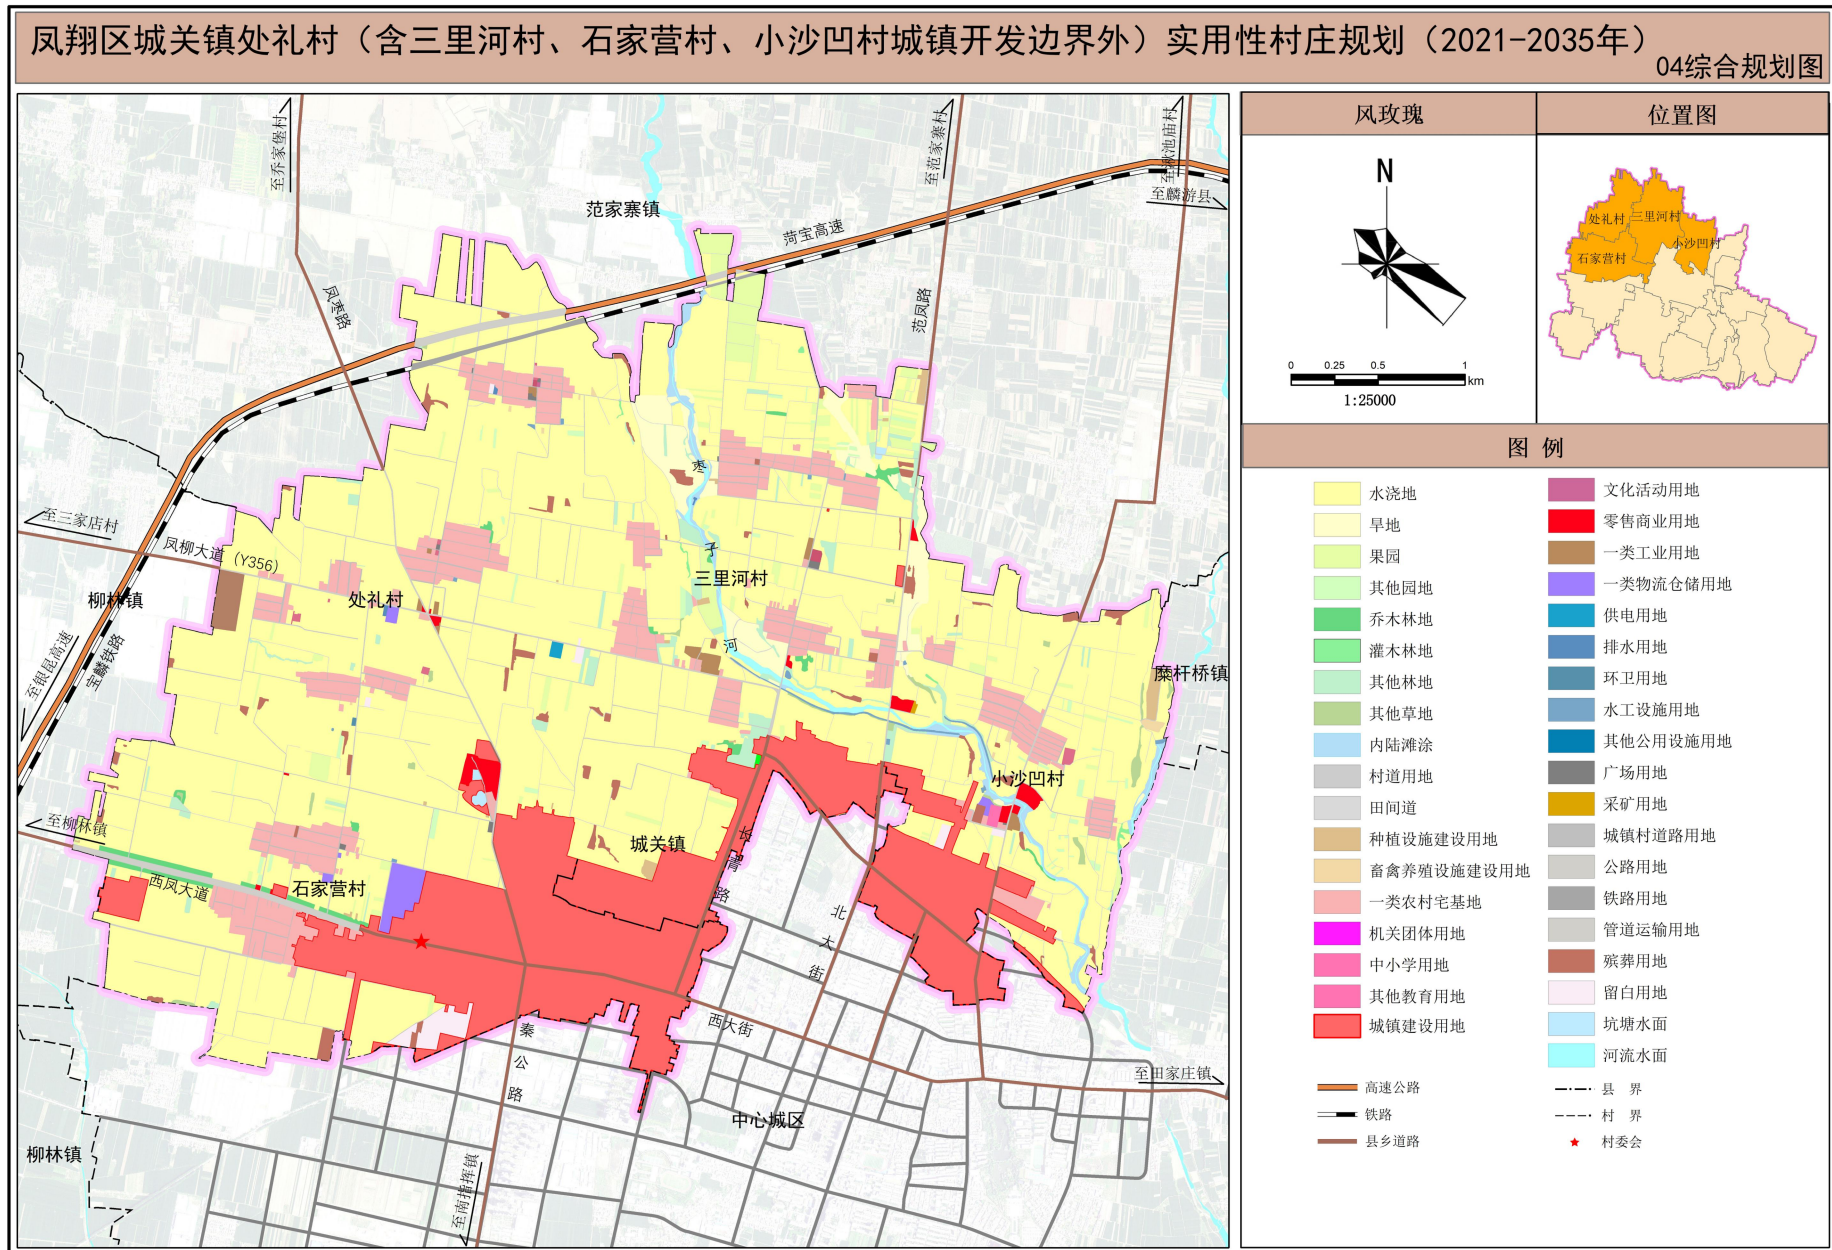 凤翔区城关镇处礼村（含三里河村、石家营村、小沙凹村城镇开发边界外）实用性村庄规划（2021-2035年）
04综合规划图
至乔家堡村
至范家寨村
至麟游县
范家寨镇
菏宝高速
凤枣路
范凤路
枣
子
河
至三家店村
凤柳大道（Y356）
柳林镇
处礼村
三里河村
至银昆高速
宝麟铁路
糜杆桥镇
小沙凹村
至柳林镇
城关镇
长
青
路
西凤大道
石家营村
北
大
街
西大街
秦
公
路
至田家庄镇
中心城区
柳林镇
至南指挥镇
风玫瑰
位置图
N
0 0.25 0.5 1
km
1:25000
处礼村
三里河村
小沙凹村
石家营村
图 例
水浇地
旱地
果园
其他园地
乔木林地
灌木林地
其他林地
其他草地
内陆滩涂
村道用地
田间道
种植设施建设用地
畜禽养殖设施建设用地
一类农村宅基地
机关团体用地
中小学用地
其他教育用地
城镇建设用地
文化活动用地
零售商业用地
一类工业用地
一类物流仓储用地
供电用地
排水用地
环卫用地
水工设施用地
其他公用设施用地
广场用地
采矿用地
城镇村道路用地
公路用地
铁路用地
管道运输用地
殡葬用地
留白用地
坑塘水面
河流水面
高速公路
铁路
县乡道路
县 界
村 界
村委会